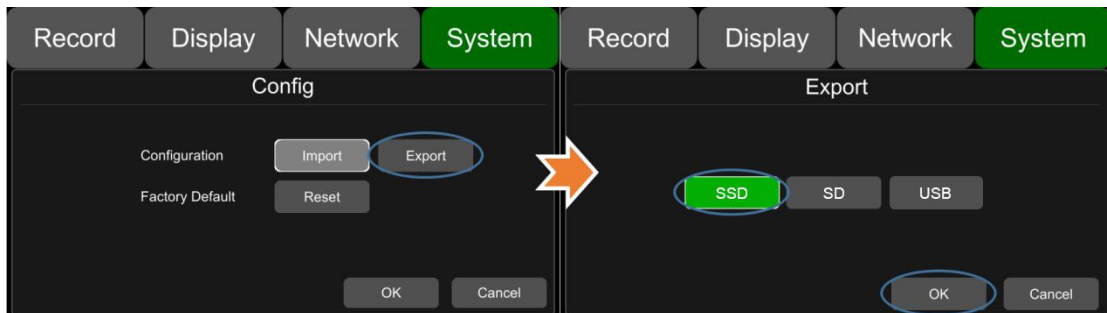 Record Display Network System
Config
Configuration Import Export
Factory Default Reset
OK Cancel
Record Display Network System
Export
SSD SD USB
OK Cancel